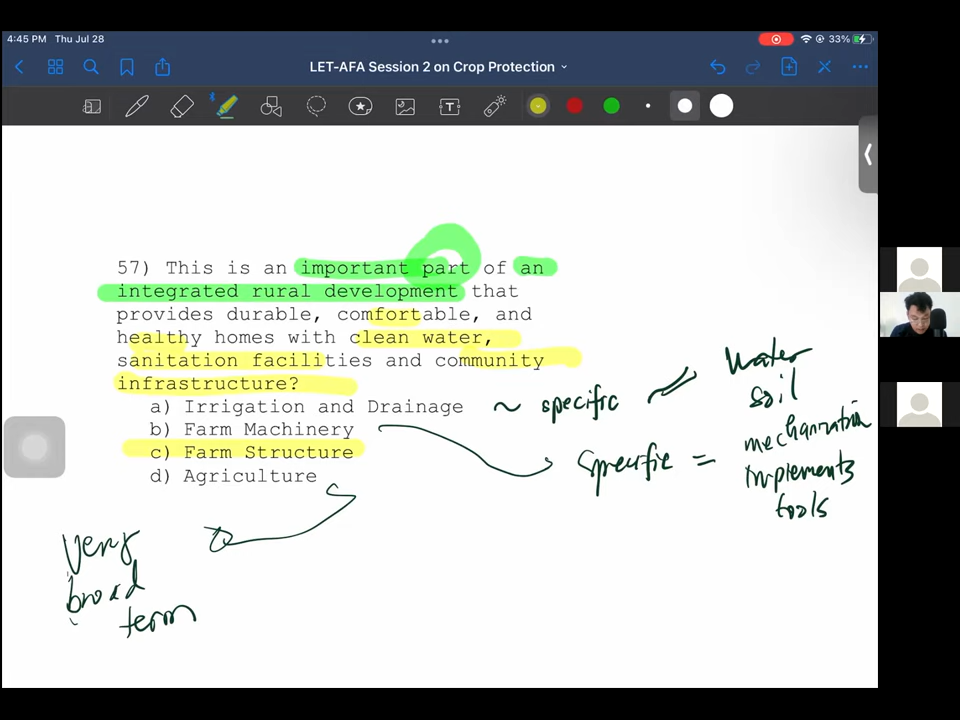 4:45 PM Thu Jul 28
33%
LET-AFA Session 2 on Crop Protection
57) This is an important part of an
integrated rural development that
provides durable, comfortable, and
healthy homes with clean water,
sanitation facilities and community
infrastructure?
a) Irrigation and Drainage ~ specific
b) Farm Machinery
c) Farm Structure
d) Agriculture
water
soil
specific =
mechanization
implements
tools
very
broad
term